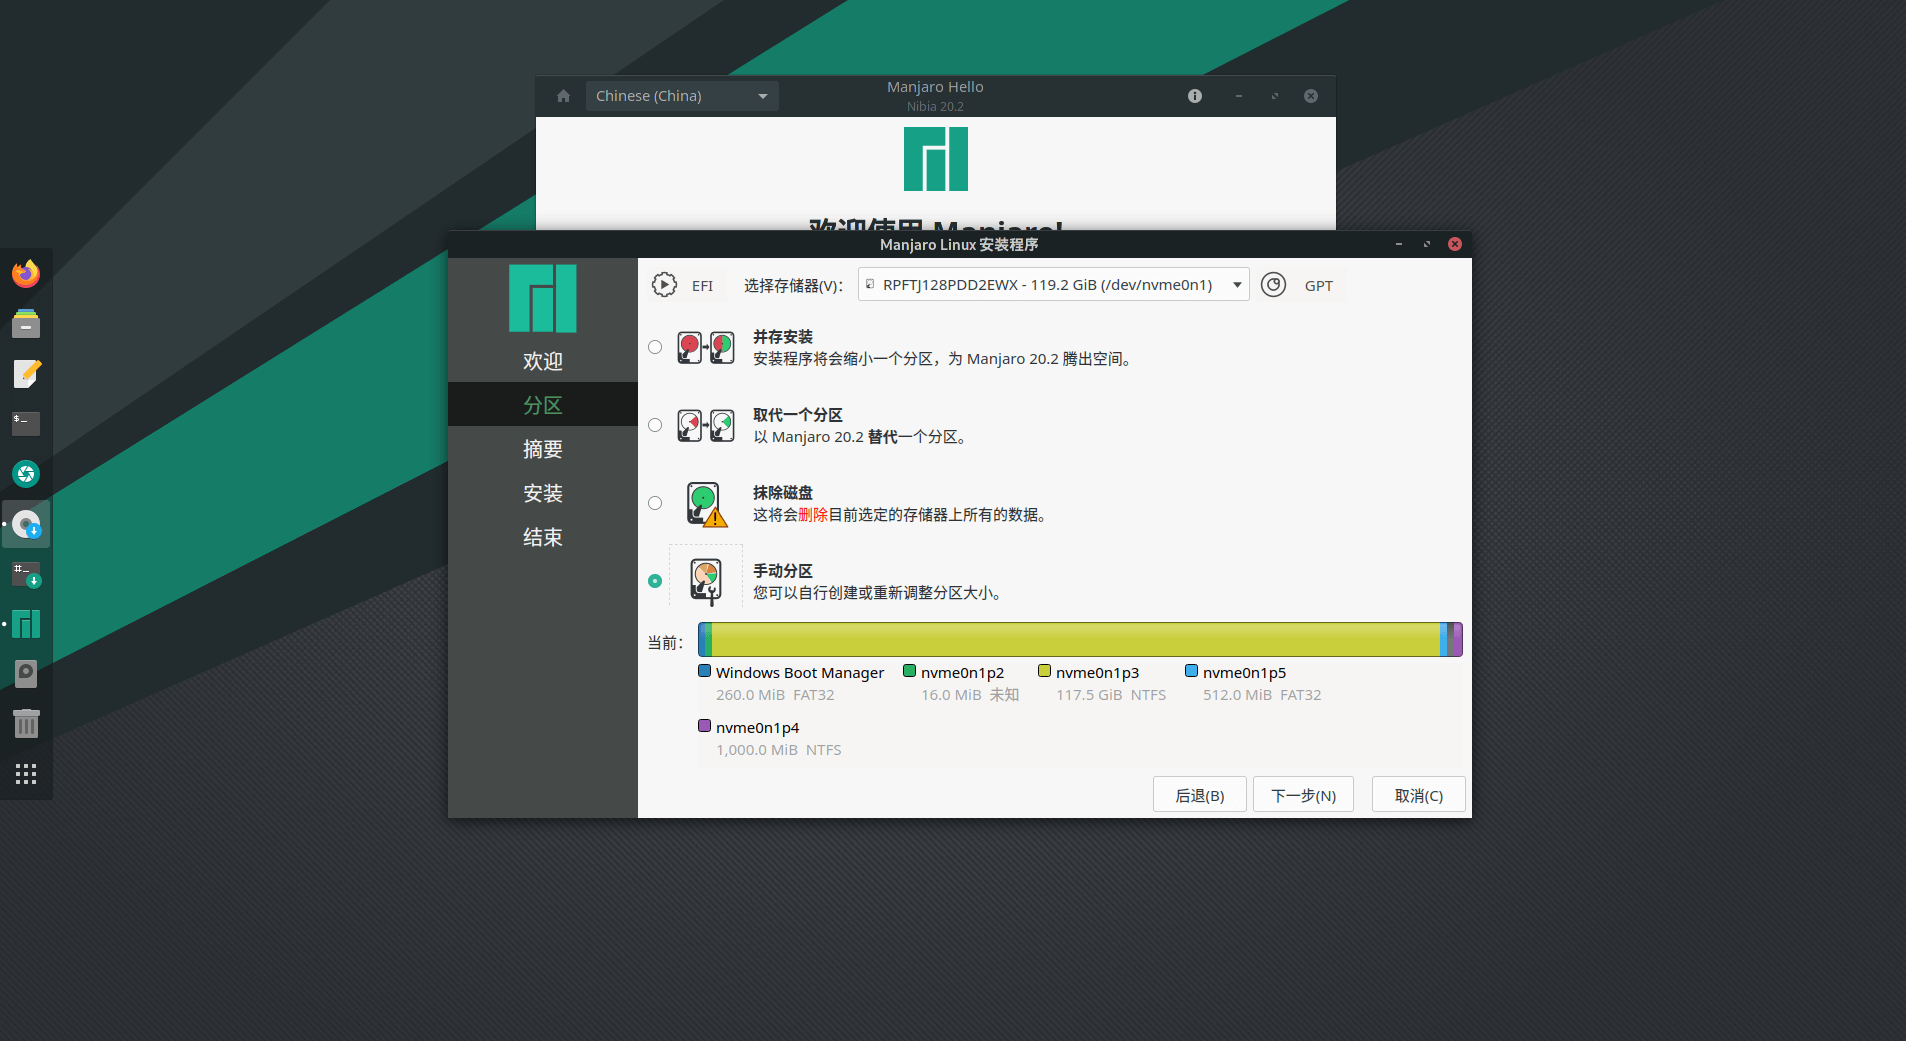 Chinese (China)
Manjaro Hello
Nibia 20.2
欢迎使用 Manjaro!
Manjaro Linux 安装程序
EFI
选择存储器(V)：
RPFTJ128PDD2EWX - 119.2 GiB (/dev/nvme0n1)
GPT
欢迎
分区
摘要
安装
结束
并存安装
安装程序将会缩小一个分区，为 Manjaro 20.2 腾出空间。
取代一个分区
以 Manjaro 20.2 替代一个分区。
抹除磁盘
这将会删除目前选定的存储器上所有的数据。
手动分区
您可以自行创建或重新调整分区大小。
当前：
Windows Boot Manager
260.0 MiB FAT32
nvme0n1p2
16.0 MiB 未知
nvme0n1p3
117.5 GiB NTFS
nvme0n1p5
512.0 MiB FAT32
nvme0n1p4
1,000.0 MiB NTFS
后退(B)
下一步(N)
取消(C)